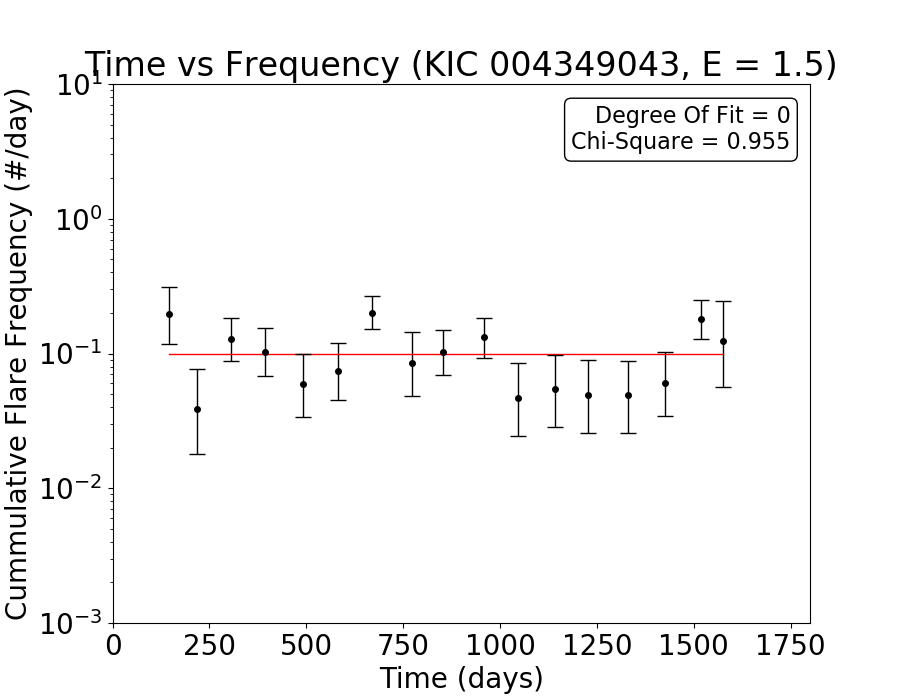 Time vs Frequency (KIC 004349043, E = 1.5)
Degree Of Fit = 0
Chi-Square = 0.955
Cummulative Flare Frequency (#/day)
10^1
10^0
10^−1
10^−2
10^−3
0 250 500 750 1000 1250 1500 1750
Time (days)